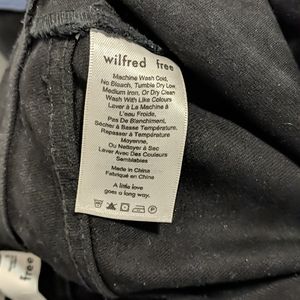 wilfred free
Machine Wash Cold,
No Bleach, Tumble Dry Low
Medium Iron, Or Dry Clean
Wash With Like Colours
Laver À La Machine À
L'eau Froide,
Pas De Blanchiment,
Sécher À Basse Température,
Repassage À Température
Moyenne,
Ou Nettoyer À Sec
Laver Avec Des Couleurs
Semblables
Made in China
Fabriqué en Chine
A little love
goes a long way.
free